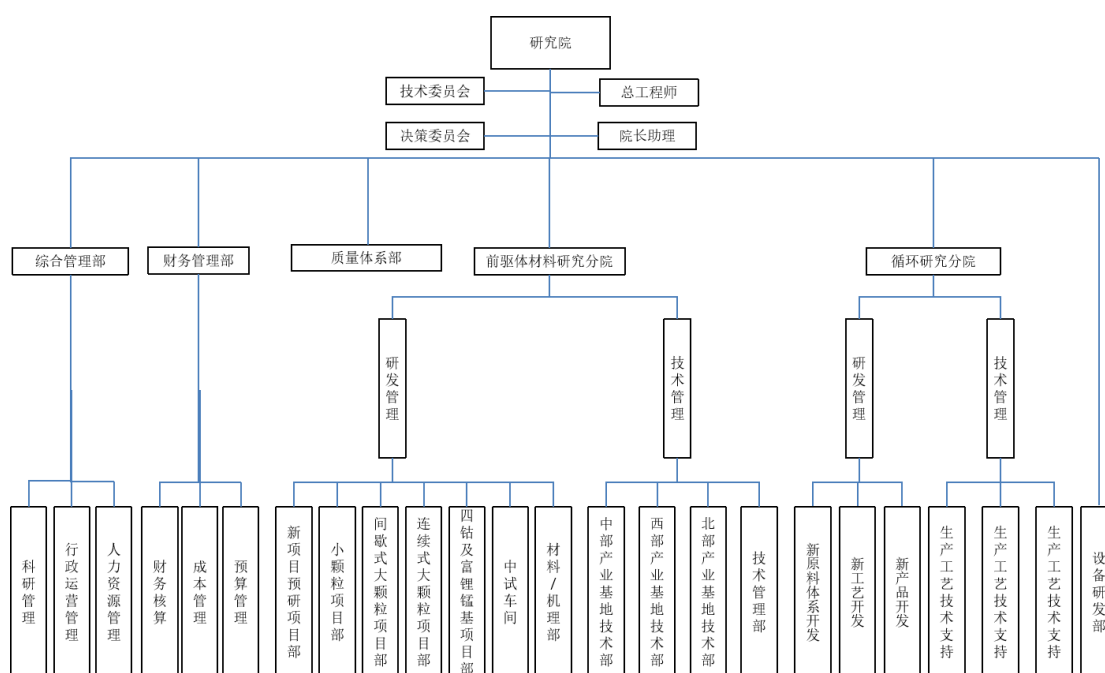 研究院
技术委员会
总工程师
决策委员会
院长助理
综合管理部
财务管理部
质量体系部
前驱体材料研究分院
循环研究分院
研发管理
技术管理
研发管理
技术管理
科研管理
行政运营管理
人力资源管理
财务核算
成本管理
预算管理
新项目预研项目部
小颗粒项目部
间歇式大颗粒项目部
连续式大颗粒项目部
四钴及富锂锰基项目部
中试车间
材料/机理部
中部产业基地技术部
西部产业基地技术部
北部产业基地技术部
技术管理部
新原料体系开发
新工艺开发
新产品开发
生产工艺技术支持
生产工艺技术支持
生产工艺技术支持
设备研发部